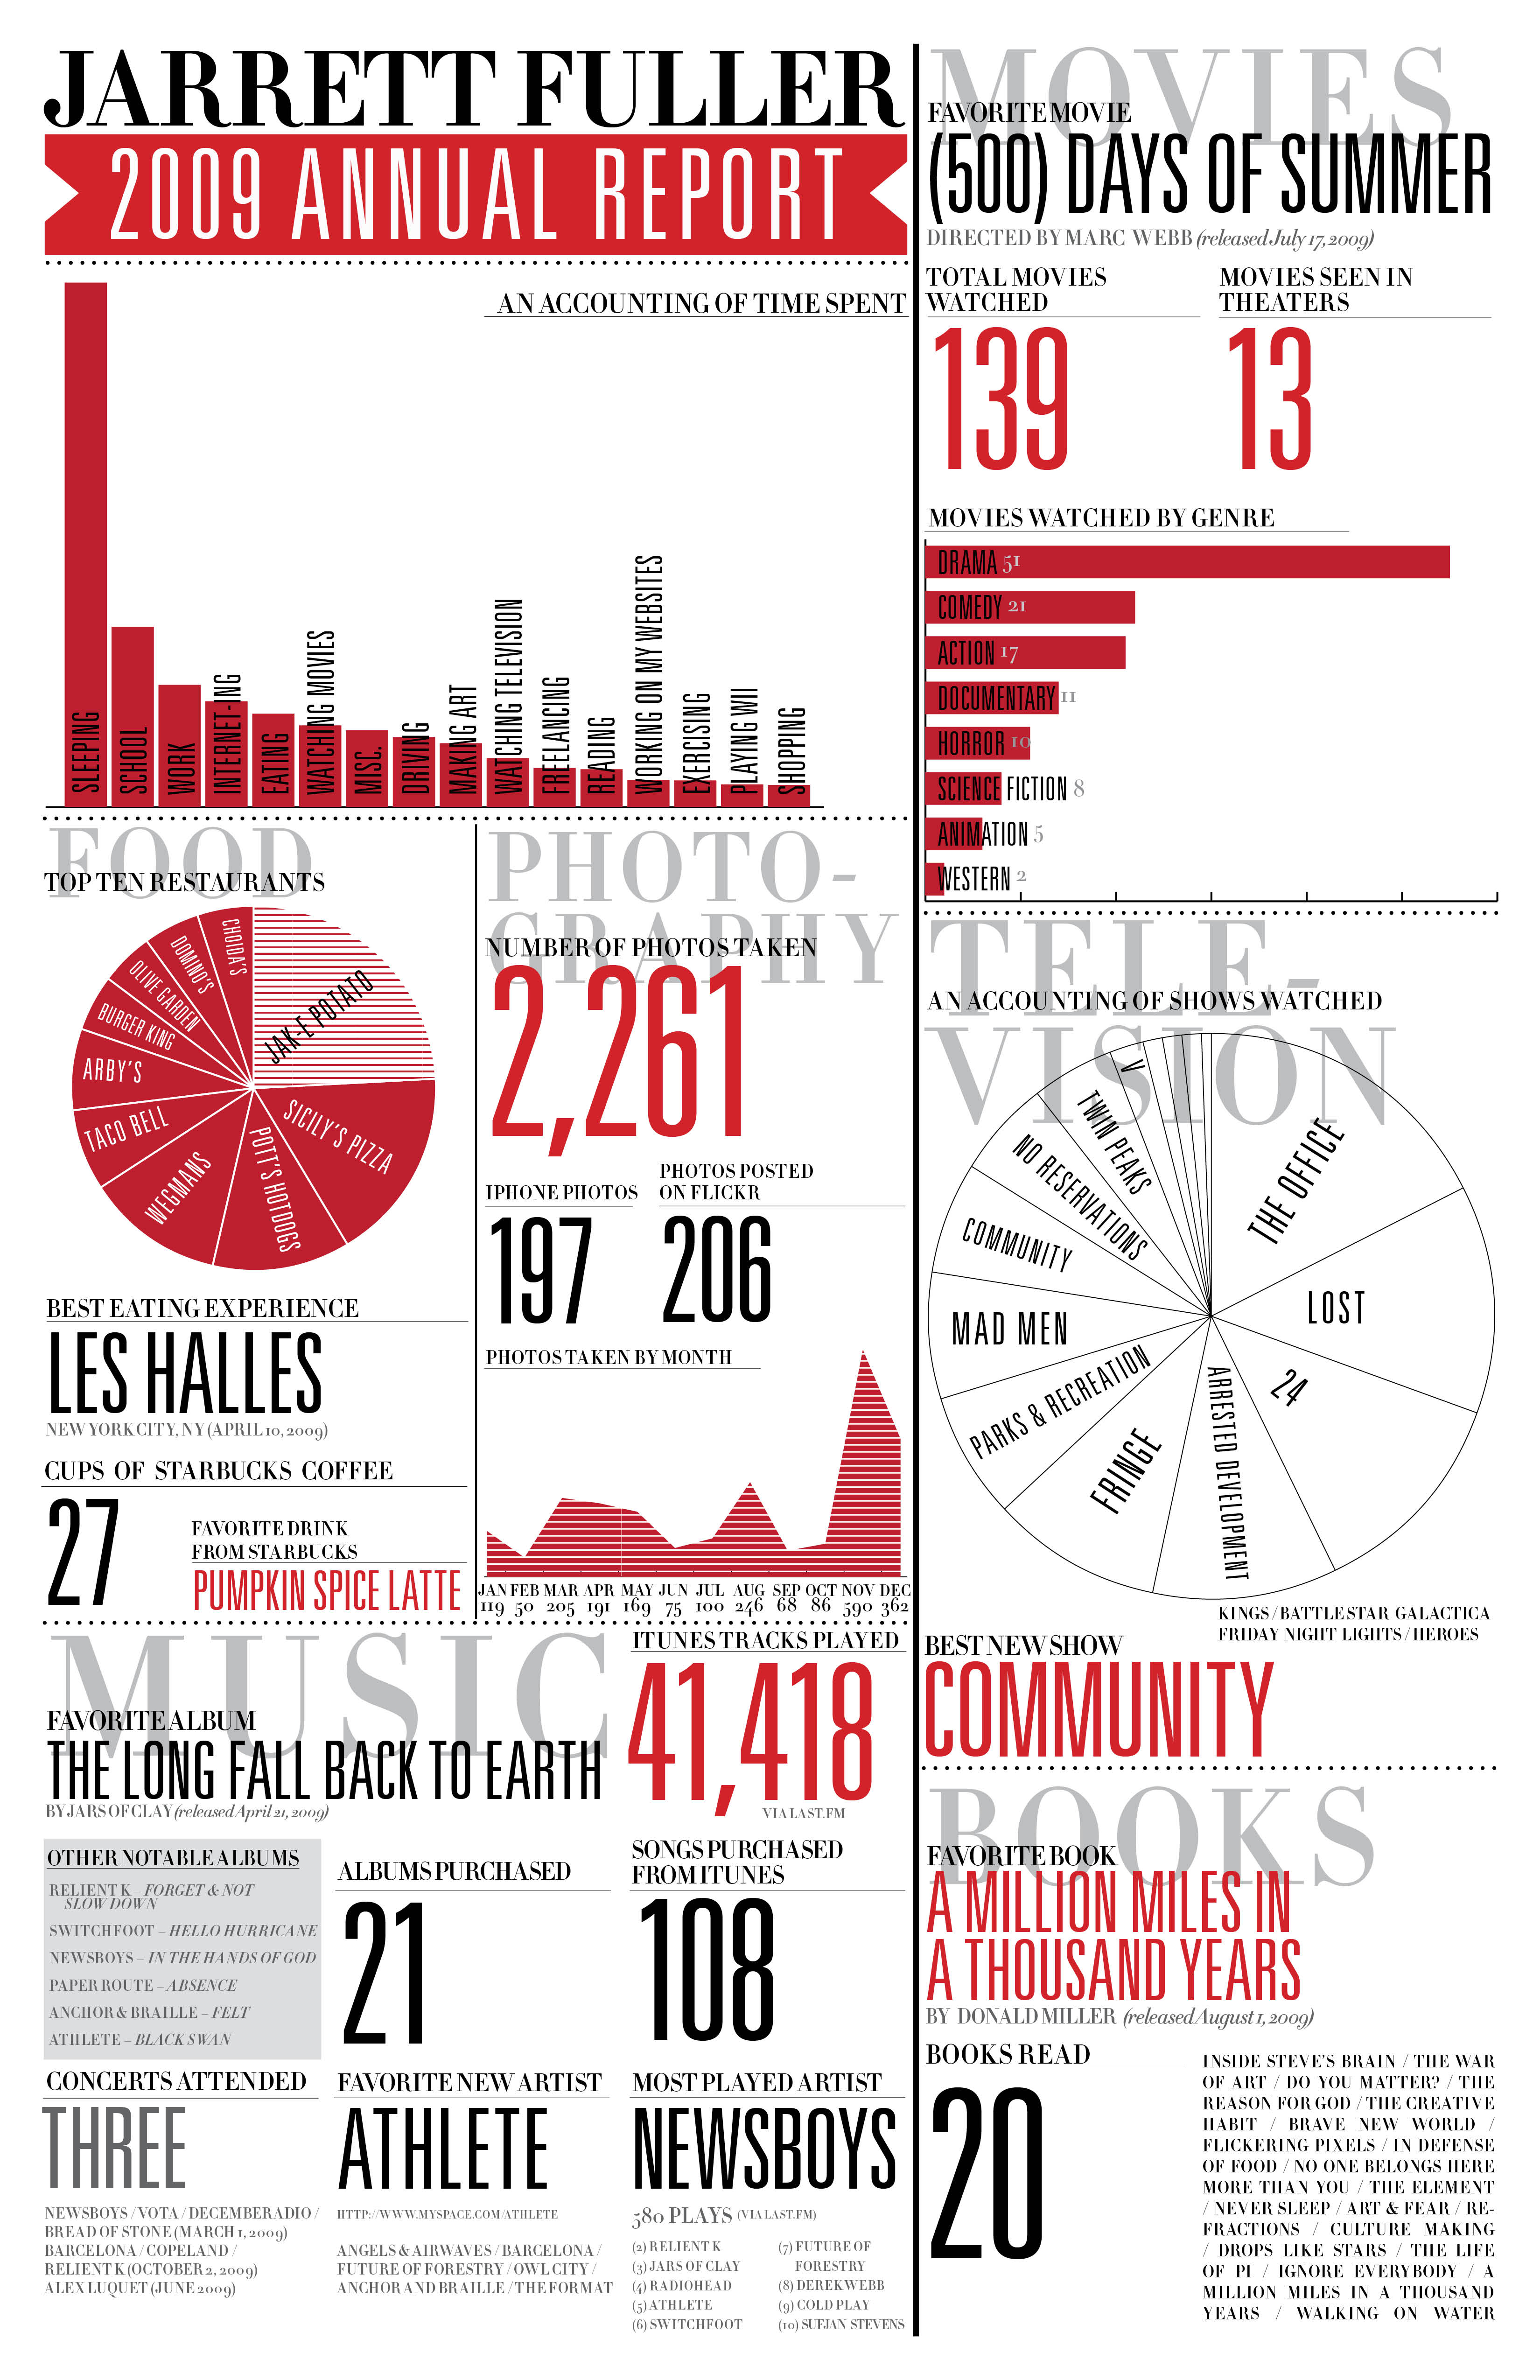 JARRETT FULLER
2009 ANNUAL REPORT
AN ACCOUNTING OF TIME SPENT
SLEEPING
SCHOOL
WORK
INTERNET-ING
EATING
WATCHING MOVIES
MISC.
DRIVING
MAKING ART
WATCHING TELEVISION
FREELANCING
READING
WORKING ON MY WEBSITES
EXERCISING
PLAYING WII
SHOPPING
FOOD
TOP TEN RESTAURANTS
JAK-E POTATO
SICILY'S PIZZA
POTT'S HOTDOGS
WEGMANS
TACO BELL
ARBY'S
BURGER KING
OLIVE GARDEN
DOMINO'S
CHOIDA'S
BEST EATING EXPERIENCE
LES HALLES
NEW YORK CITY, NY (APRIL 10, 2009)
CUPS OF STARBUCKS COFFEE
27
FAVORITE DRINK
FROM STARBUCKS
PUMPKIN SPICE LATTE
PHOTO-
GRAPHY
NUMBER OF PHOTOS TAKEN
2,261
IPHONE PHOTOS
197
PHOTOS POSTED
ON FLICKR
206
PHOTOS TAKEN BY MONTH
JAN FEB MAR APR MAY JUN JUL AUG SEP OCT NOV DEC
119 50 205 191 169 75 100 246 68 86 590 362
MUSIC
FAVORITE ALBUM
THE LONG FALL BACK TO EARTH
BY JARS OF CLAY (released April 21, 2009)
ITUNES TRACKS PLAYED
41,418
VIA LAST.FM
OTHER NOTABLE ALBUMS
RELIENT K – FORGET & NOT
SLOW DOWN
SWITCHFOOT – HELLO HURRICANE
NEWSBOYS – IN THE HANDS OF GOD
PAPER ROUTE – ABSENCE
ANCHOR & BRAILLE – FELT
ATHLETE – BLACK SWAN
ALBUMS PURCHASED
21
SONGS PURCHASED
FROM ITUNES
108
CONCERTS ATTENDED
THREE
NEWSBOYS / VOTA / DECEMBERADIO /
BREAD OF STONE (MARCH 1, 2009)
BARCELONA / COPELAND /
RELIENT K (OCTOBER 2, 2009)
ALEX LUQUET (JUNE 2009)
FAVORITE NEW ARTIST
ATHLETE
HTTP://WWW.MYSPACE.COM/ATHLETE
ANGELS & AIRWAVES / BARCELONA /
FUTURE OF FORESTRY / OWL CITY /
ANCHOR AND BRAILLE / THE FORMAT
MOST PLAYED ARTIST
NEWSBOYS
580 PLAYS (VIA LAST.FM)
(2) RELIENT K
(3) JARS OF CLAY
(4) RADIOHEAD
(5) ATHLETE
(6) SWITCHFOOT
(7) FUTURE OF
FORESTRY
(8) DEREK WEBB
(9) COLD PLAY
(10) SUFJAN STEVENS
MOVIES
FAVORITE MOVIE
(500) DAYS OF SUMMER
DIRECTED BY MARC WEBB (released July 17, 2009)
TOTAL MOVIES
WATCHED
139
MOVIES SEEN IN
THEATERS
13
MOVIES WATCHED BY GENRE
DRAMA 51
COMEDY 21
ACTION 17
DOCUMENTARY 11
HORROR 10
SCIENCE FICTION 8
ANIMATION 5
WESTERN 2
TELE-
VISION
AN ACCOUNTING OF SHOWS WATCHED
THE OFFICE
LOST
24
ARRESTED DEVELOPMENT
FRINGE
PARKS & RECREATION
MAD MEN
COMMUNITY
NO RESERVATIONS
TWIN PEAKS
V
KINGS / BATTLESTAR GALACTICA
FRIDAY NIGHT LIGHTS / HEROES
BEST NEW SHOW
COMMUNITY
BOOKS
FAVORITE BOOK
A MILLION MILES IN
A THOUSAND YEARS
BY DONALD MILLER (released August 1, 2009)
BOOKS READ
20
INSIDE STEVE'S BRAIN / THE WAR
OF ART / DO YOU MATTER? / THE
REASON FOR GOD / THE CREATIVE
HABIT / BRAVE NEW WORLD /
FLICKERING PIXELS / IN DEFENSE
OF FOOD / NO ONE BELONGS HERE
MORE THAN YOU / THE ELEMENT
/ NEVER SLEEP / ART & FEAR / RE-
FRACTIONS / CULTURE MAKING
/ DROPS LIKE STARS / THE LIFE
OF PI / IGNORE EVERYBODY / A
MILLION MILES IN A THOUSAND
YEARS / WALKING ON WATER